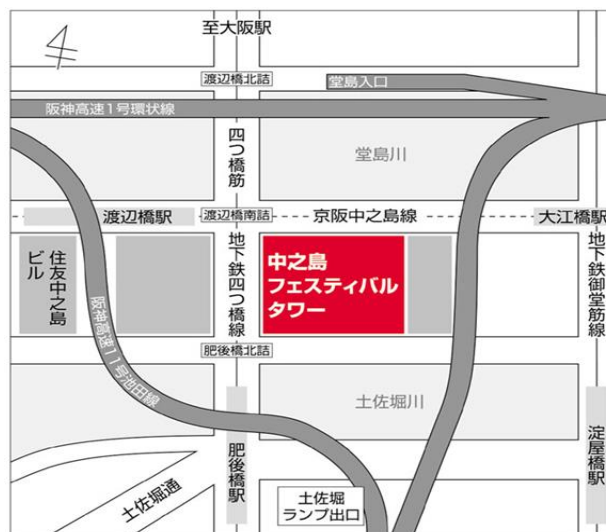 至大阪駅
渡辺橋北詰
堂島入口
阪神高速1号環状線
四つ橋筋
堂島川
渡辺橋駅
渡辺橋南詰
京阪中之島線
大江橋駅
住友中之島
ビル
地下鉄四つ橋線
中之島
フェスティバル
タワー
地下鉄御堂筋線
阪神高速11号池田線
肥後橋北詰
土佐堀川
肥後橋駅
淀屋橋駅
土佐堀通
土佐堀
ランプ出口